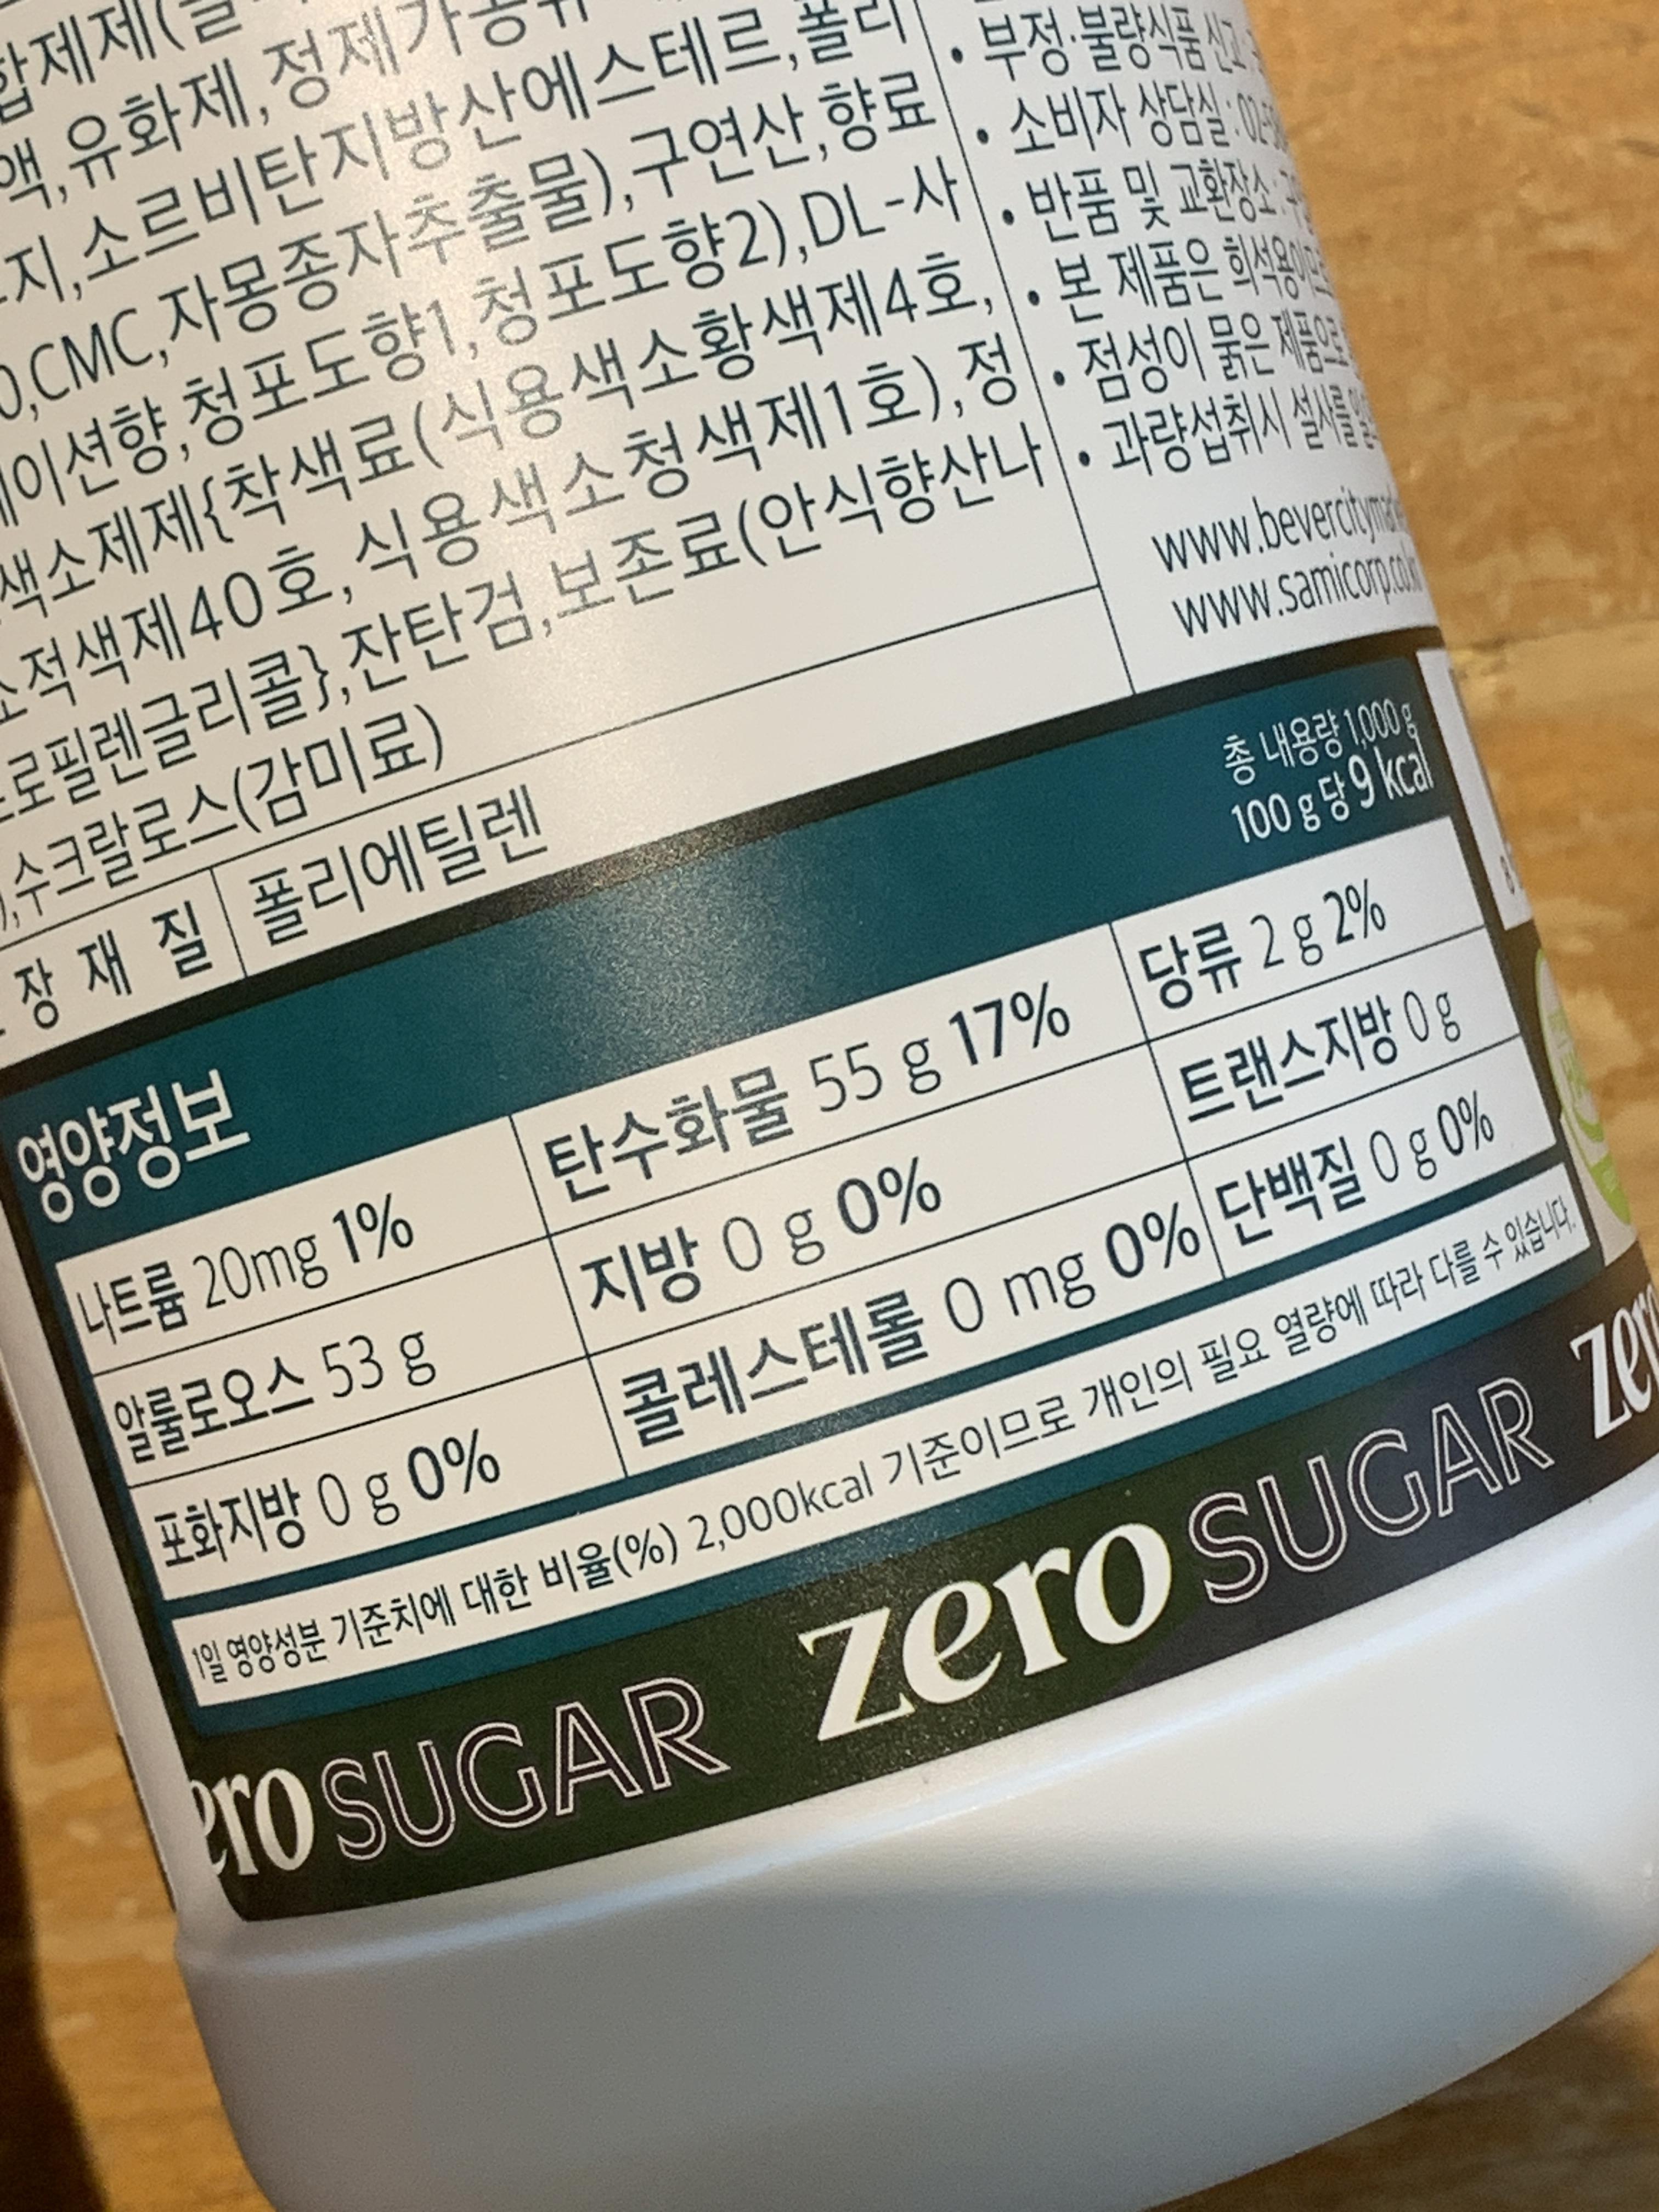 합제제(
액,유화제,정제가공유
지,소르비탄지방산에스테르,폴리
CMC,자몽종자추출물),구연산,향료
이션향,청포도향1,청포도향2),DL-사
색소제제{착색료(식용색소황색제4호,
적색제40호,식용색소청색제1호),정
로필렌글리콜},잔탄검,보존료(안식향산나
),수크랄로스(감미료)
장 재 질 폴리에틸렌
• 부정·불량식품 신고:
• 소비자 상담실:02-
• 반품 및 교환장소:
• 본 제품은 희석용이므로
• 점성이 묽은 제품으로
• 과량섭취시 설사를
www.bevercitymar
www.samicorp.co.kr
영양정보
총 내용량 1,000 g
100 g당 9 kcal
나트륨 20mg 1% 탄수화물 55 g 17% 당류 2 g 2%
알룰로오스 53 g 지방 0 g 0% 트랜스지방 0 g
포화지방 0 g 0% 콜레스테롤 0 mg 0% 단백질 0 g 0%
1일 영양성분 기준치에 대한 비율(%) 2,000kcal 기준이므로 개인의 필요 열량에 따라 다를 수 있습니다.
ero SUGAR zero SUGAR zer